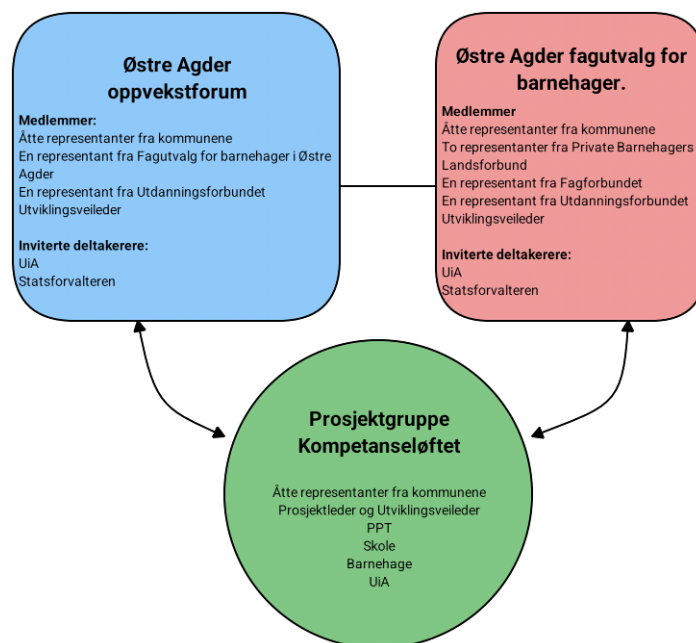 Østre Agder
oppvekstforum
Medlemmer:
Åtte representanter fra kommunene
En representant fra Fagutvalg for barnehager i Østre
Agder
En representant fra Utdanningsforbundet
Utviklingsveileder
Inviterte deltakerere:
UiA
Statsforvalteren
Østre Agder fagutvalg for
barnehager.
Medlemmer
Åtte representanter fra kommunene
To representanter fra Private Barnehagers
Landsforbund
En representant fra Fagforbundet
En representant fra Utdanningsforbundet
Utviklingsveileder
Inviterte deltakerere:
UiA
Statsforvalteren
Prosjektgruppe
Kompetanseløftet
Åtte representanter fra kommunene
Prosjektleder og Utviklingsveileder
PPT
Skole
Barnehage
UiA